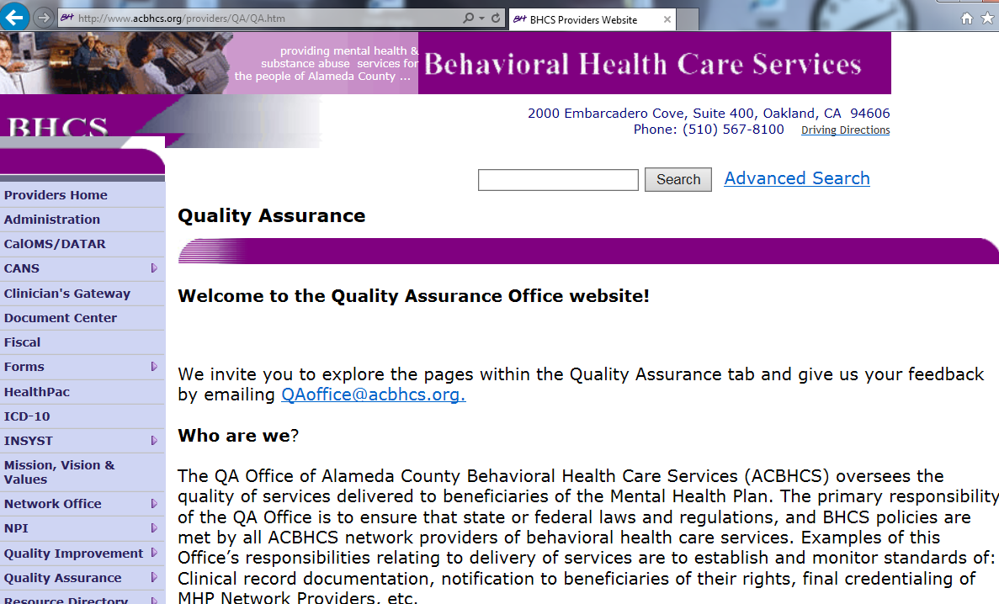 http://www.acbhcs.org/providers/QA/QA.htm
BHCS Providers Website
providing mental health &
substance abuse services for
the people of Alameda County ...
Behavioral Health Care Services
BHCS
2000 Embarcadero Cove, Suite 400, Oakland, CA 94606
Phone: (510) 567-8100 Driving Directions
Search Advanced Search
Providers Home
Administration
CalOMS/DATAR
CANS
Clinician's Gateway
Document Center
Fiscal
Forms
HealthPac
ICD-10
INSYST
Mission, Vision &
Values
Network Office
NPI
Quality Improvement
Quality Assurance
Resource Directory
Quality Assurance
Welcome to the Quality Assurance Office website!
We invite you to explore the pages within the Quality Assurance tab and give us your feedback
by emailing QAoffice@acbhcs.org.
Who are we?
The QA Office of Alameda County Behavioral Health Care Services (ACBHCS) oversees the
quality of services delivered to beneficiaries of the Mental Health Plan. The primary responsibility
of the QA Office is to ensure that state or federal laws and regulations, and BHCS policies are
met by all ACBHCS network providers of behavioral health care services. Examples of this
Office’s responsibilities relating to delivery of services are to establish and monitor standards of:
Clinical record documentation, notification to beneficiaries of their rights, final credentialing of
MHP Network Providers, etc.